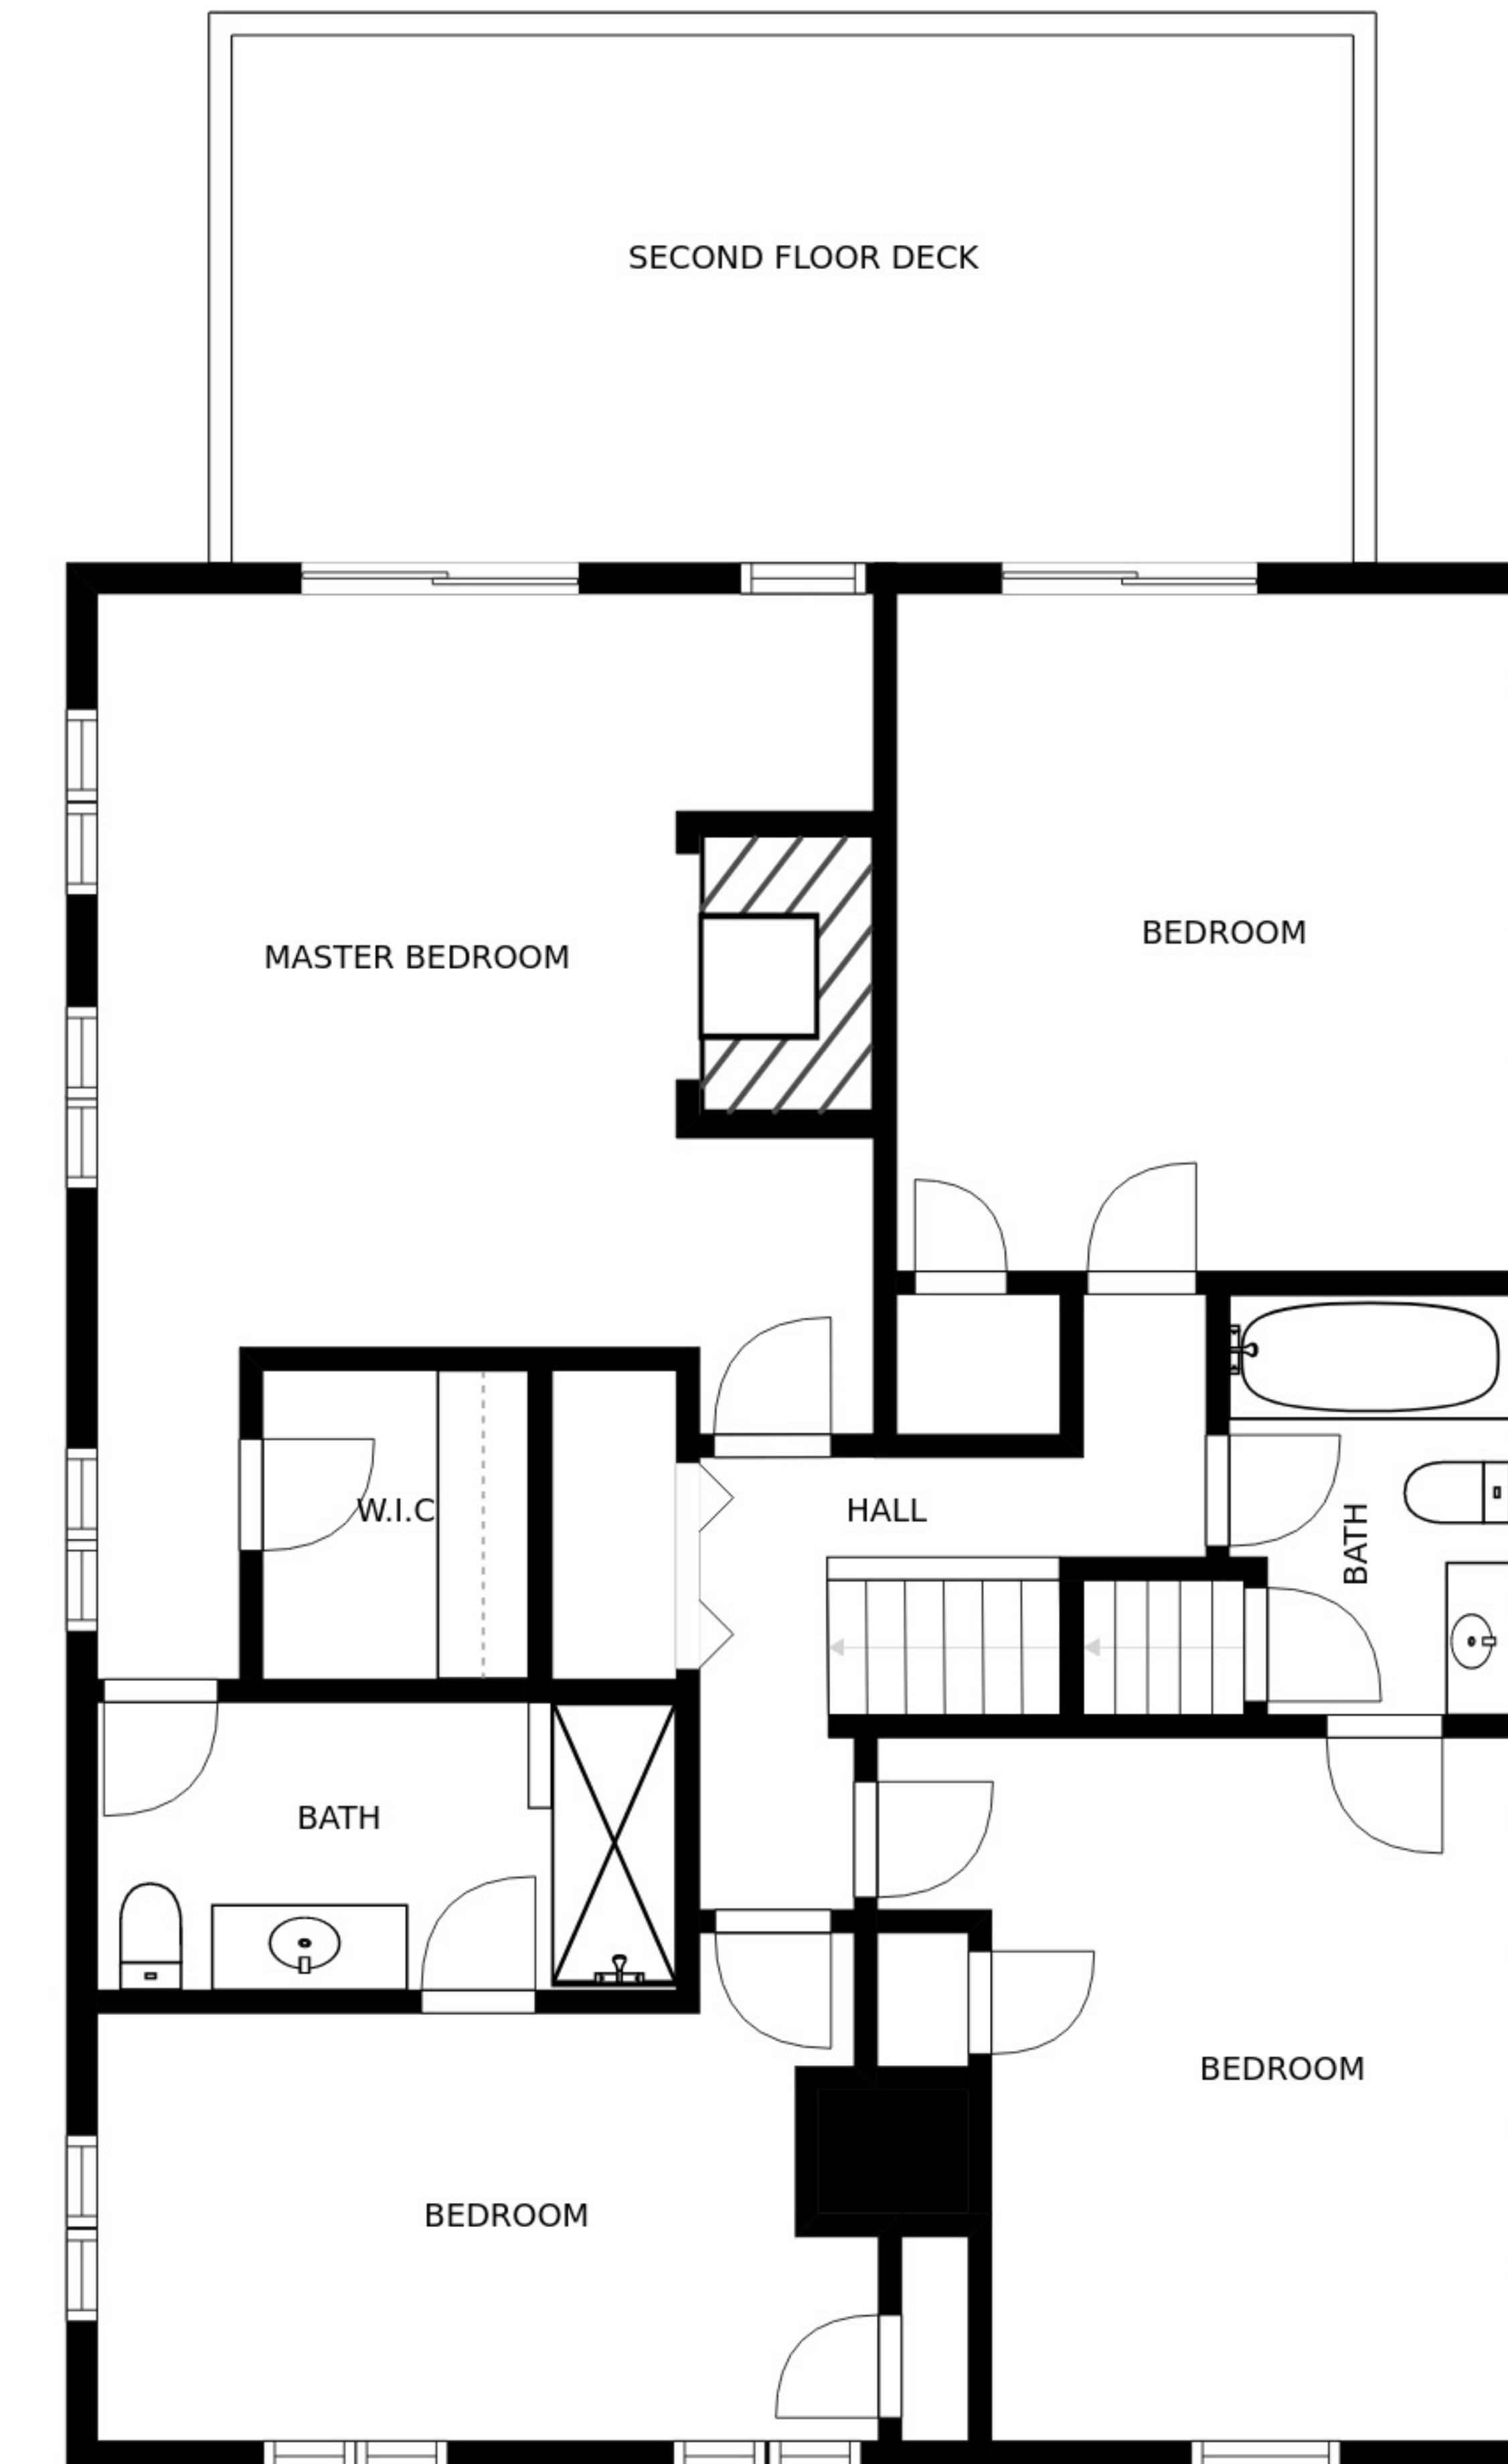 SECOND FLOOR DECK
BEDROOM
MASTER BEDROOM
W.I.C
HALL
BATH
BATH
BEDROOM
BEDROOM